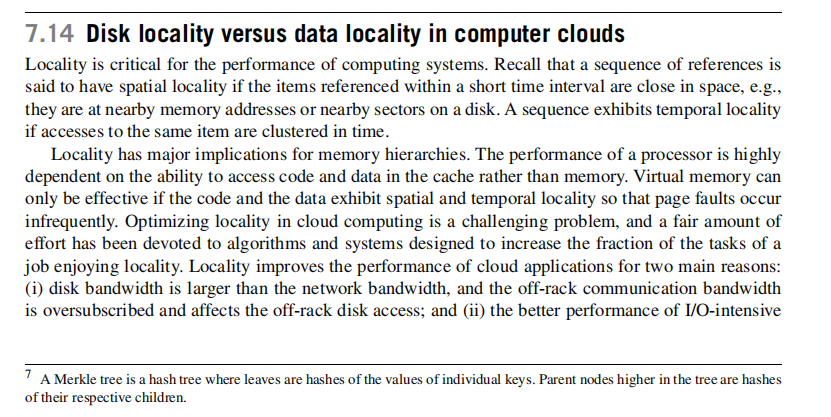 7.14 Disk locality versus data locality in computer clouds
Locality is critical for the performance of computing systems. Recall that a sequence of references is
said to have spatial locality if the items referenced within a short time interval are close in space, e.g.,
they are at nearby memory addresses or nearby sectors on a disk. A sequence exhibits temporal locality
if accesses to the same item are clustered in time.
Locality has major implications for memory hierarchies. The performance of a processor is highly
dependent on the ability to access code and data in the cache rather than memory. Virtual memory can
only be effective if the code and the data exhibit spatial and temporal locality so that page faults occur
infrequently. Optimizing locality in cloud computing is a challenging problem, and a fair amount of
effort has been devoted to algorithms and systems designed to increase the fraction of the tasks of a
job enjoying locality. Locality improves the performance of cloud applications for two main reasons:
(i) disk bandwidth is larger than the network bandwidth, and the off-rack communication bandwidth
is oversubscribed and affects the off-rack disk access; and (ii) the better performance of I/O-intensive
7 A Merkle tree is a hash tree where leaves are hashes of the values of individual keys. Parent nodes higher in the tree are hashes
of their respective children.